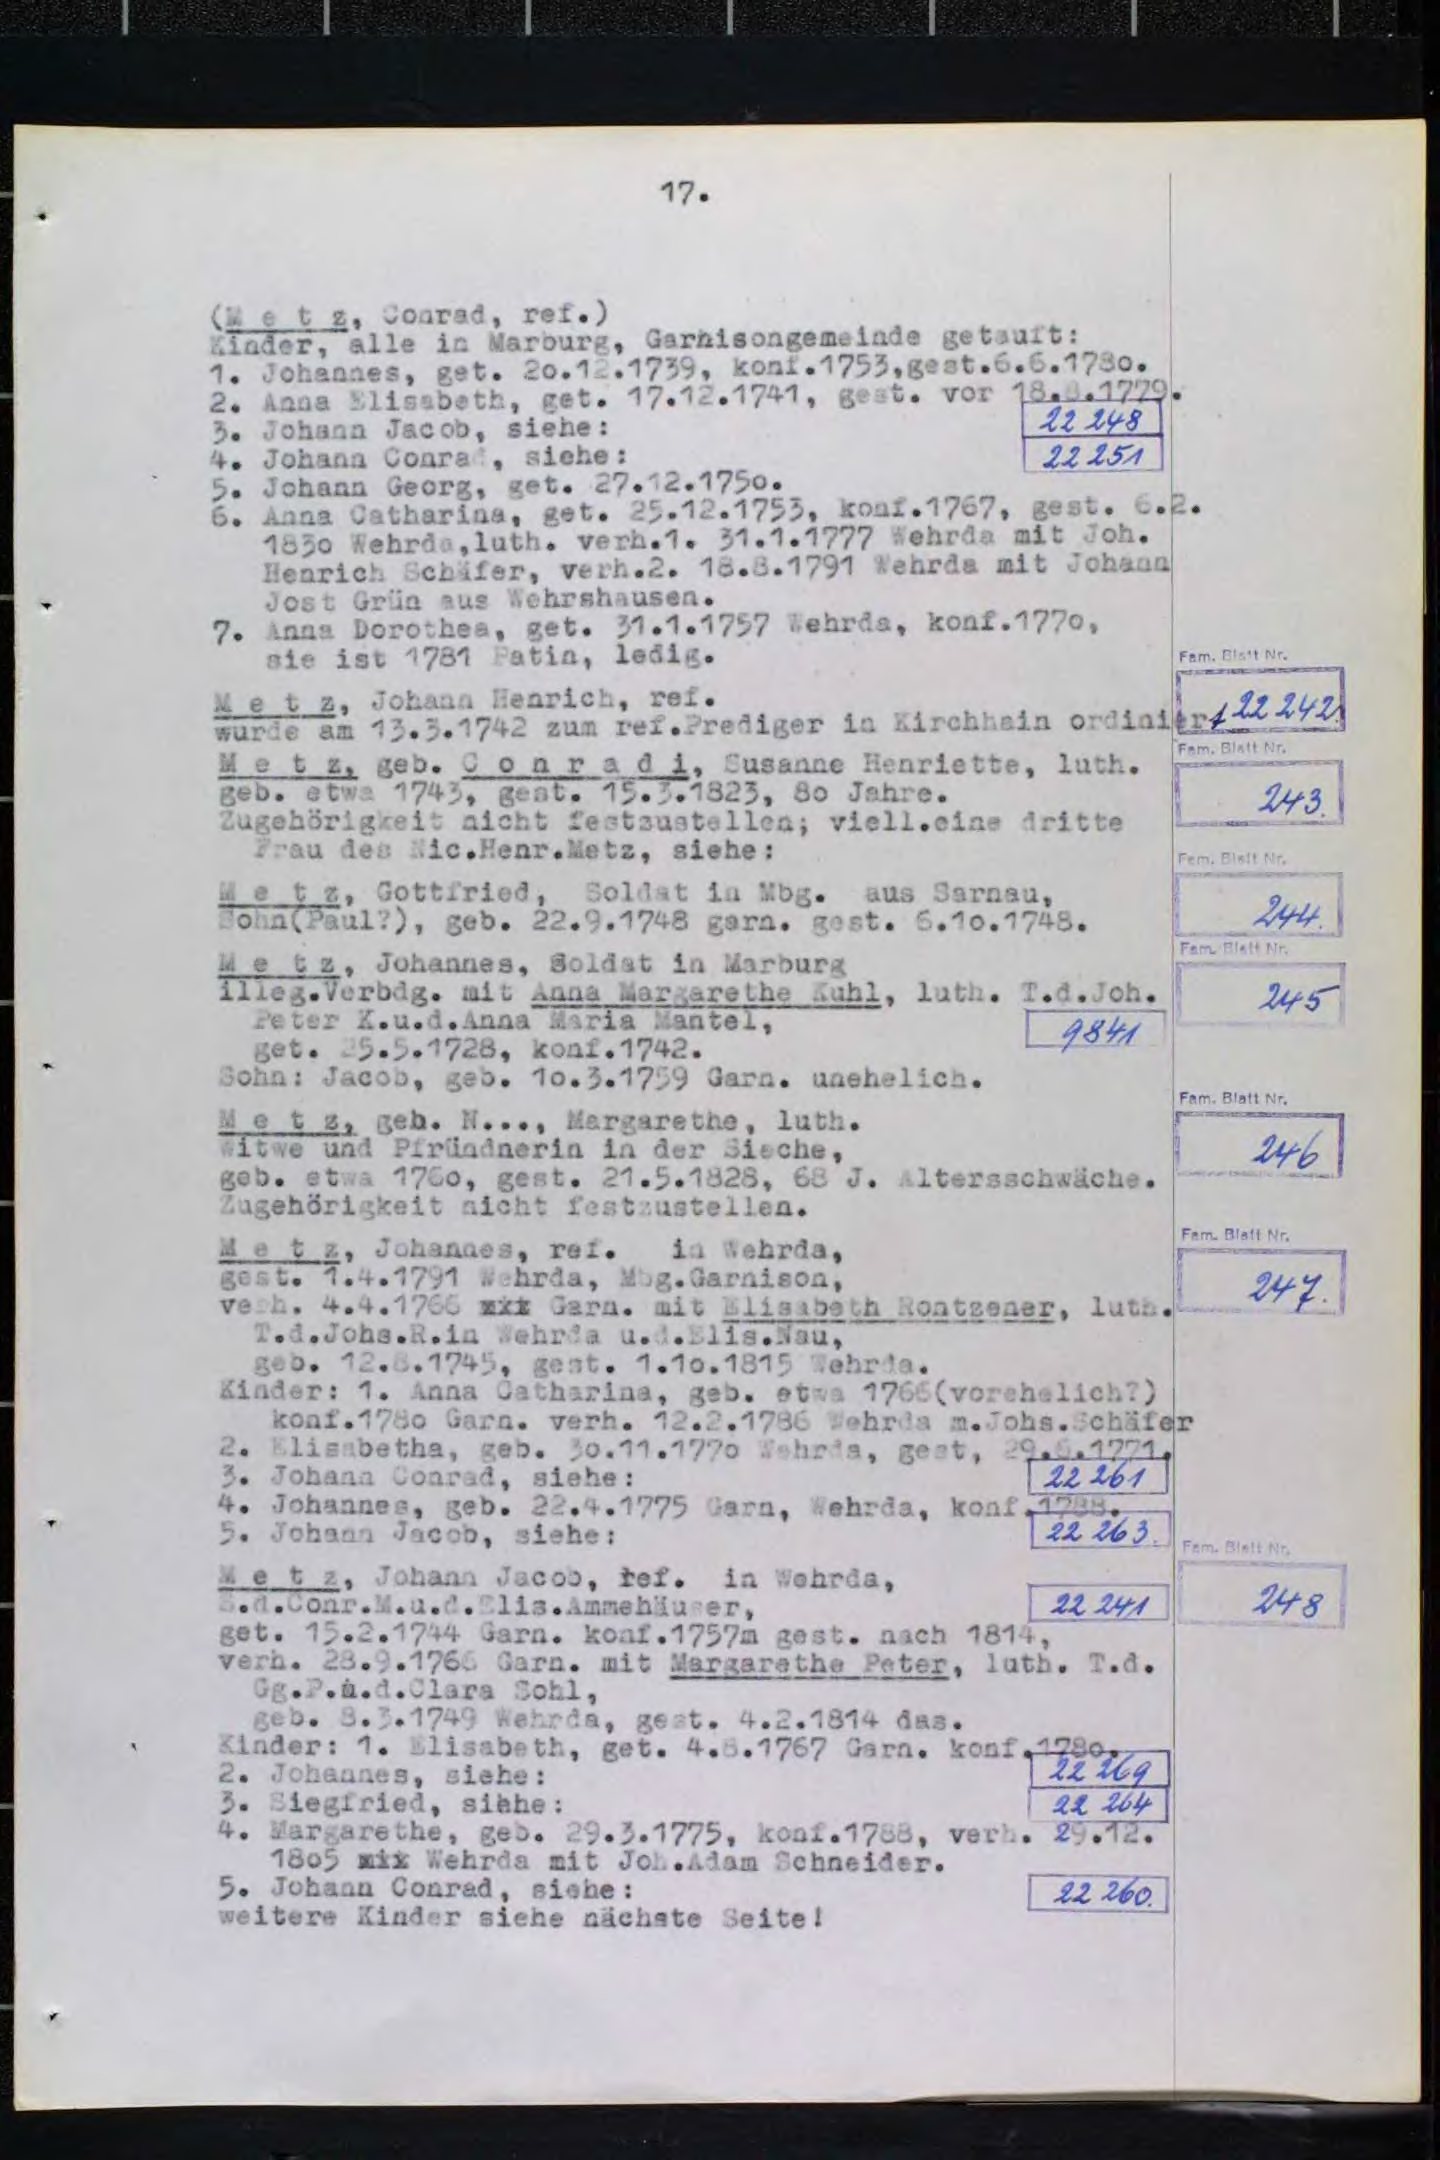 17.
(M e t z, Conrad, ref.)
Kinder, alle in Marburg, Garnisongemeinde getauft:
1. Johannes, get. 2o.12.1739, konf.1753,gest.6.6.1780.
2. Anna Elisabeth, get. 17.12.1741, gest. vor 18.8.1779.
3. Johann Jacob, siehe: 22 248
4. Johann Conrad, siehe: 22 251
5. Johann Georg, get. 27.12.175o.
6. Anna Catharina, get. 25.12.1753, konf.1767, gest. 6.2.
183o Wehrda,luth. verh.1. 31.1.1777 Wehrda mit Joh.
Henrich Schäfer, verh.2. 18.8.1791 Wehrda mit Johann
Jost Grün aus Wehrshausen.
7. Anna Dorothea, get. 31.1.1757 Wehrda, konf.177o,
sie ist 1781 Patin, ledig.
Fam. Blatt Nr.
M e t z, Johann Henrich, ref.
wurde am 13.3.1742 zum ref.Prediger in Kirchhain ordiniert 22 242.
Fam. Blatt Nr.
M e t z, geb. C o n r a d i, Susanne Henriette, luth.
geb. etwa 1743, gest. 15.3.1823, 8o Jahre. 243.
Zugehörigkeit nicht festzustellen; viell.eine dritte
Frau des Nic.Henr.Metz, siehe:
Fam. Blatt Nr.
M e t z, Gottfried, Soldat in Mbg. aus Sarnau,
Sohn(Paul?), geb. 22.9.1748 garn. gest. 6.1o.1748. 244.
Fam. Blatt Nr.
M e t z, Johannes, Soldat in Marburg
illeg.Verbdg. mit Anna Margarethe Kuhl, luth. T.d.Joh. 245
Peter K.u.d.Anna Maria Mantel, 9841
get. 25.5.1728, konf.1742.
Sohn: Jacob, geb. 1o.3.1759 Garn. unehelich.
Fam. Blatt Nr.
M e t z, geb. N..., Margarethe, luth.
Witwe und Pfründnerin in der Sieche, 246
geb. etwa 176o, gest. 21.5.1828, 68 J. Altersschwäche.
Zugehörigkeit nicht festzustellen.
Fam. Blatt Nr.
M e t z, Johannes, ref. in Wehrda,
gest. 1.4.1791 Wehrda, Mbg.Garnison, 247.
verh. 4.4.1766 xxx Garn. mit Elisabeth Rontzener, luth.
T.d.Johs.R.in Wehrda u.d.Elis.Nau,
geb. 12.8.1745, gest. 1.1o.1815 Wehrda.
Kinder: 1. Anna Catharina, geb. etwa 1766(vorehelich?)
konf.178o Garn. verh. 12.2.1786 Wehrda m.Johs.Schäfer
2. Elisabetha, geb. 3o.11.177o Wehrda, gest, 29.6.1771.
3. Johann Conrad, siehe: 22 261
4. Johannes, geb. 22.4.1775 Garn, Wehrda, konf.1788.
5. Johann Jacob, siehe: 22 263.
Fam. Blatt Nr.
M e t z, Johann Jacob, ref. in Wehrda,
S.d.Conr.M.u.d.Elis.Ammehäuser, 22 241 248
get. 15.2.1744 Garn. konf.1757m gest. nach 1814,
verh. 28.9.1766 Garn. mit Margarethe Peter, luth. T.d.
Gg.P.u.d.Clara Sohl,
geb. 8.3.1749 Wehrda, gest. 4.2.1814 das.
Kinder: 1. Elisabeth, get. 4.8.1767 Garn. konf.178o.
2. Johannes, siehe: 22 269
3. Siegfried, siehe: 22 264
4. Margarethe, geb. 29.3.1775, konf.1788, verh. 29.12.
18o5 xxx Wehrda mit Joh.Adam Schneider.
5. Johann Conrad, siehe: 22 260.
weitere Kinder siehe nächste Seite!